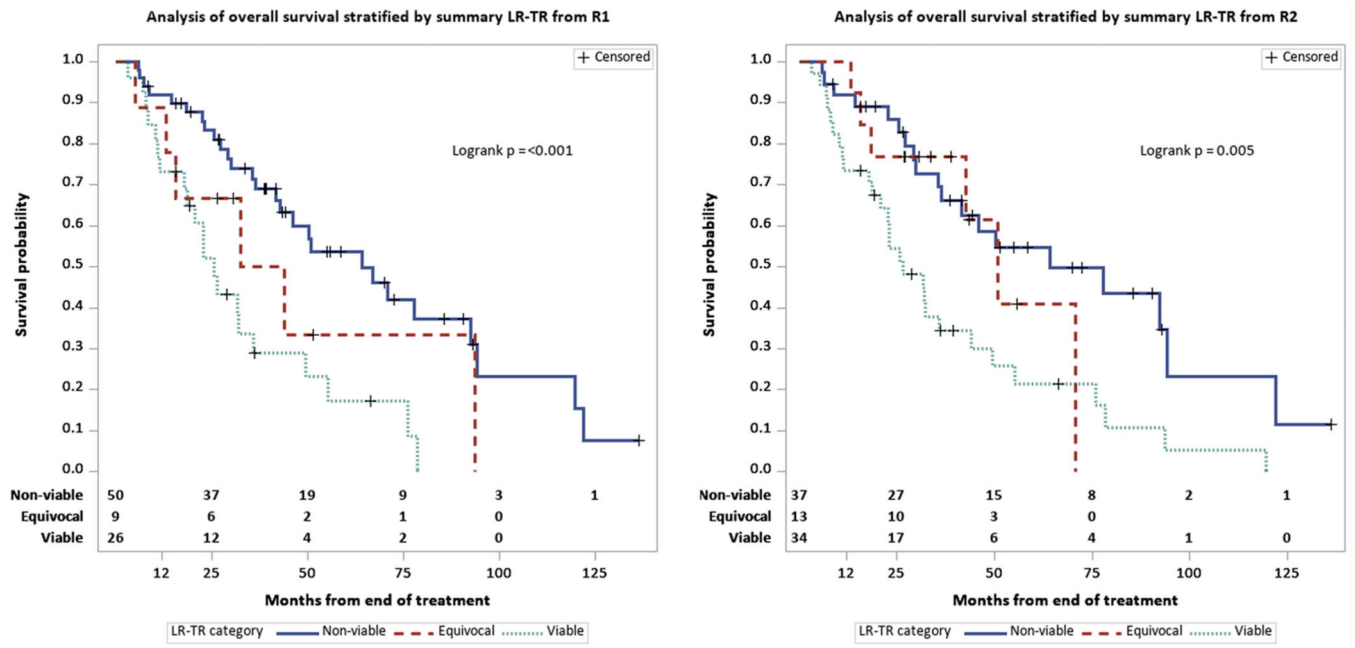 Analysis of overall survival stratified by summary LR-TR from R1
+ Censored
Logrank p =<0.001
Survival probability
1.0
0.9
0.8
0.7
0.6
0.5
0.4
0.3
0.2
0.1
0.0
Non-viable 50 37 19 9 3 1
Equivocal 9 6 2 1 0
Viable 26 12 4 2 0
12 25 50 75 100 125
Months from end of treatment
LR-TR category Non-viable Equivocal Viable
Analysis of overall survival stratified by summary LR-TR from R2
+ Censored
Logrank p = 0.005
Survival probability
1.0
0.9
0.8
0.7
0.6
0.5
0.4
0.3
0.2
0.1
0.0
Non-viable 37 27 15 8 2 1
Equivocal 13 10 3 0
Viable 34 17 6 4 1 0
12 25 50 75 100 125
Months from end of treatment
LR-TR category Non-viable Equivocal Viable